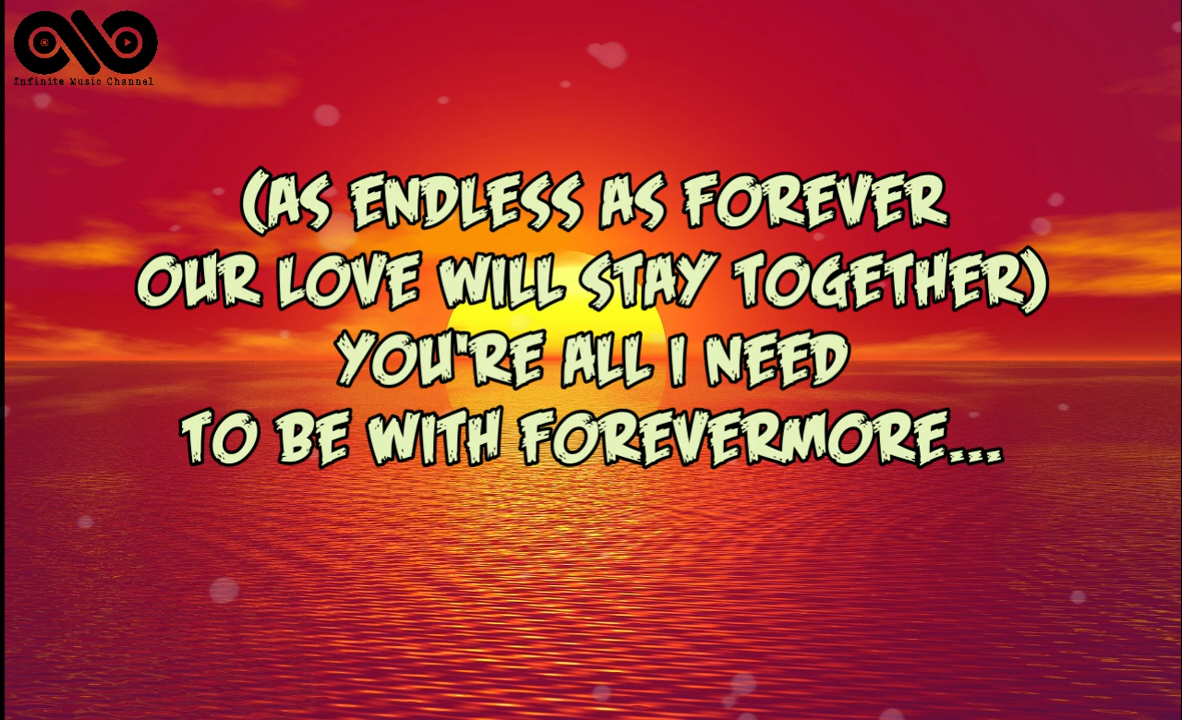 Infinite Music Channel
(AS ENDLESS AS FOREVER
OUR LOVE WILL STAY TOGETHER)
YOU'RE ALL I NEED
TO BE WITH FOREVERMORE...